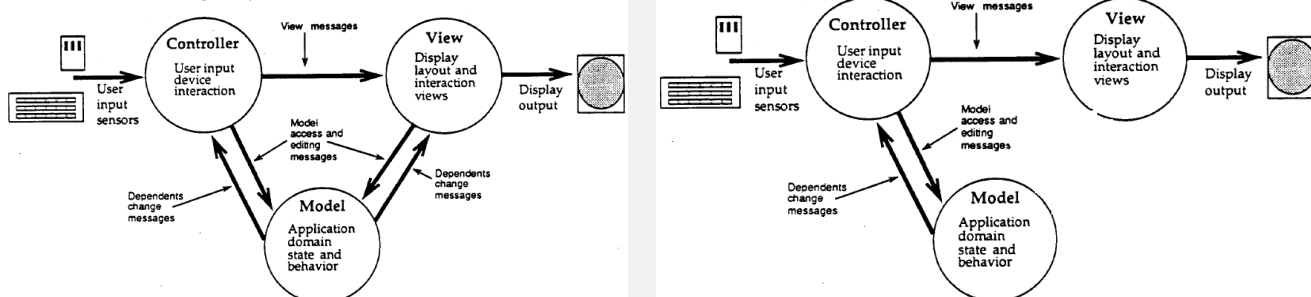 View messages
Controller
User input
device
interaction
View
Display
layout and
interaction
views
User
input
sensors
Display
output
Model
access and
editing
messages
Dependents
change
messages
Dependents
change
messages
Model
Application
domain
state and
behavior
View messages
Controller
User input
device
interaction
View
Display
layout and
interaction
views
User
input
sensors
Display
output
Model
access and
editing
messages
Dependents
change
messages
Model
Application
domain
state and
behavior